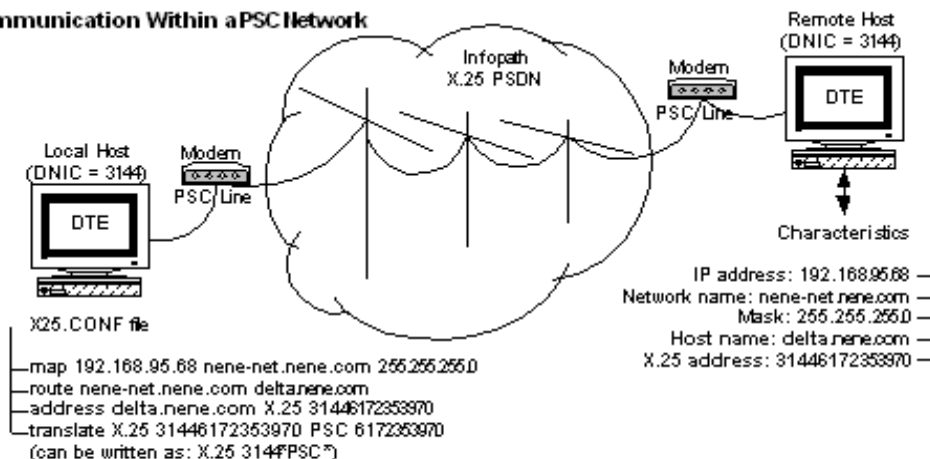 mmunication Within a PSC Network
Remote Host
(DNIC = 3144)
Infopath
X.25 PSDN
Modem
PSC Line
DTE
Local Host
(DNIC = 3144)
Modem
PSC Line
DTE
Characteristics
IP address: 192.168.95.68
Network name: nene-net.nene.com
Mask: 255.255.255.0
Host name: delta.nene.com
X.25 address: 31446172353970
X25.CONF file
map 192.168.95.68 nene-net.nene.com 255.255.255.0
route nene-net.nene.com delta.nene.com
address delta.nene.com X.25 31446172353970
translate X.25 31446172353970 PSC 6172353970
(can be written as: X.25 3144*PSC*)